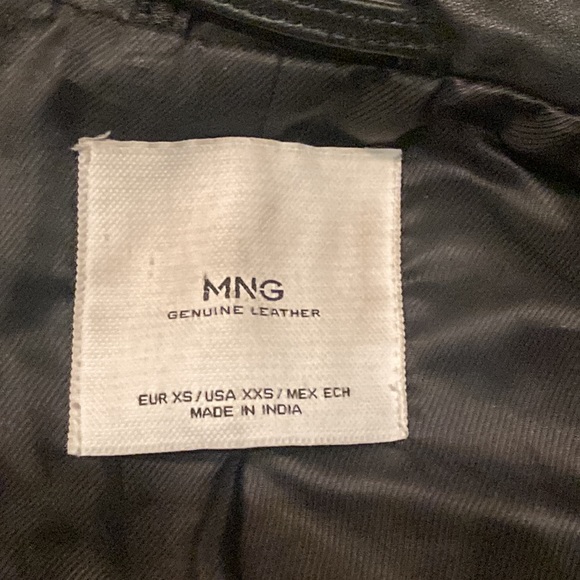 MNG
GENUINE LEATHER
EUR XS / USA XXS / MEX ECH
MADE IN INDIA